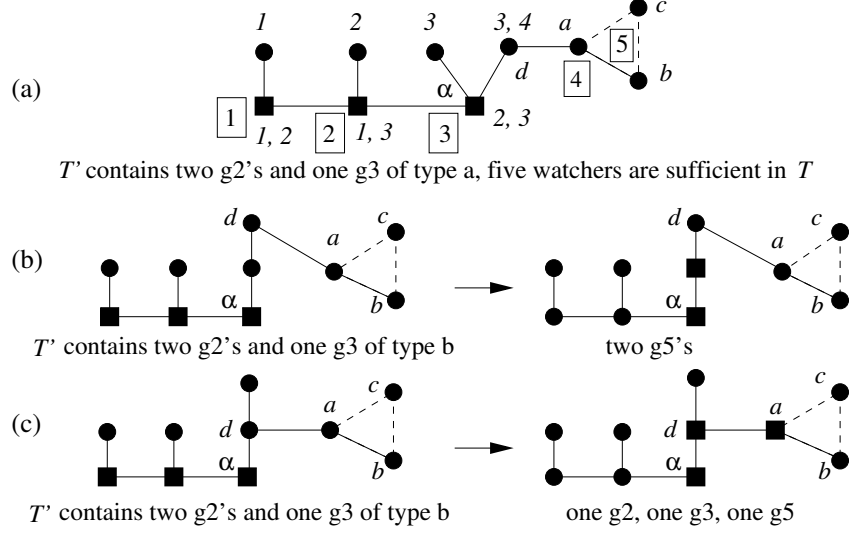 1 2 3 3, 4 a c
5
d 4 b
(a) α
1 2 3 2, 3
1, 2 1, 3
T' contains two g2's and one g3 of type a, five watchers are sufficient in T
d c d c
a a
(b)
α b α b
T' contains two g2's and one g3 of type b two g5's
c c
a a
(c) d d
α b α b
T' contains two g2's and one g3 of type b one g2, one g3, one g5